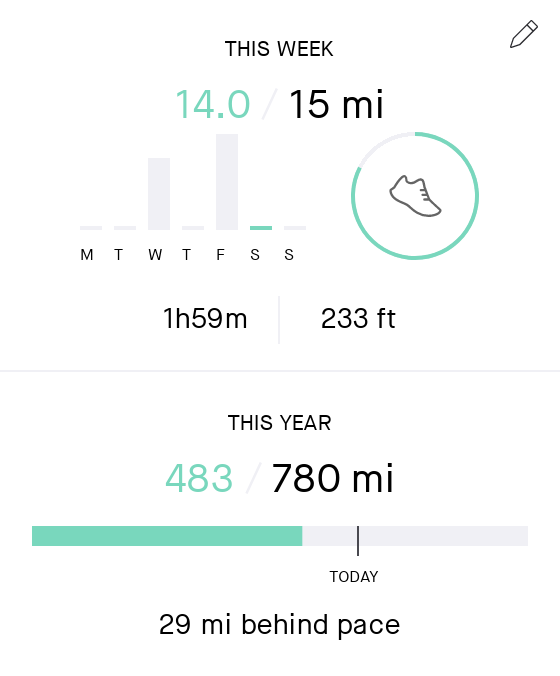 THIS WEEK
14.0 / 15 mi
M T W T F S S
1h59m 233 ft
THIS YEAR
483 / 780 mi
TODAY
29 mi behind pace